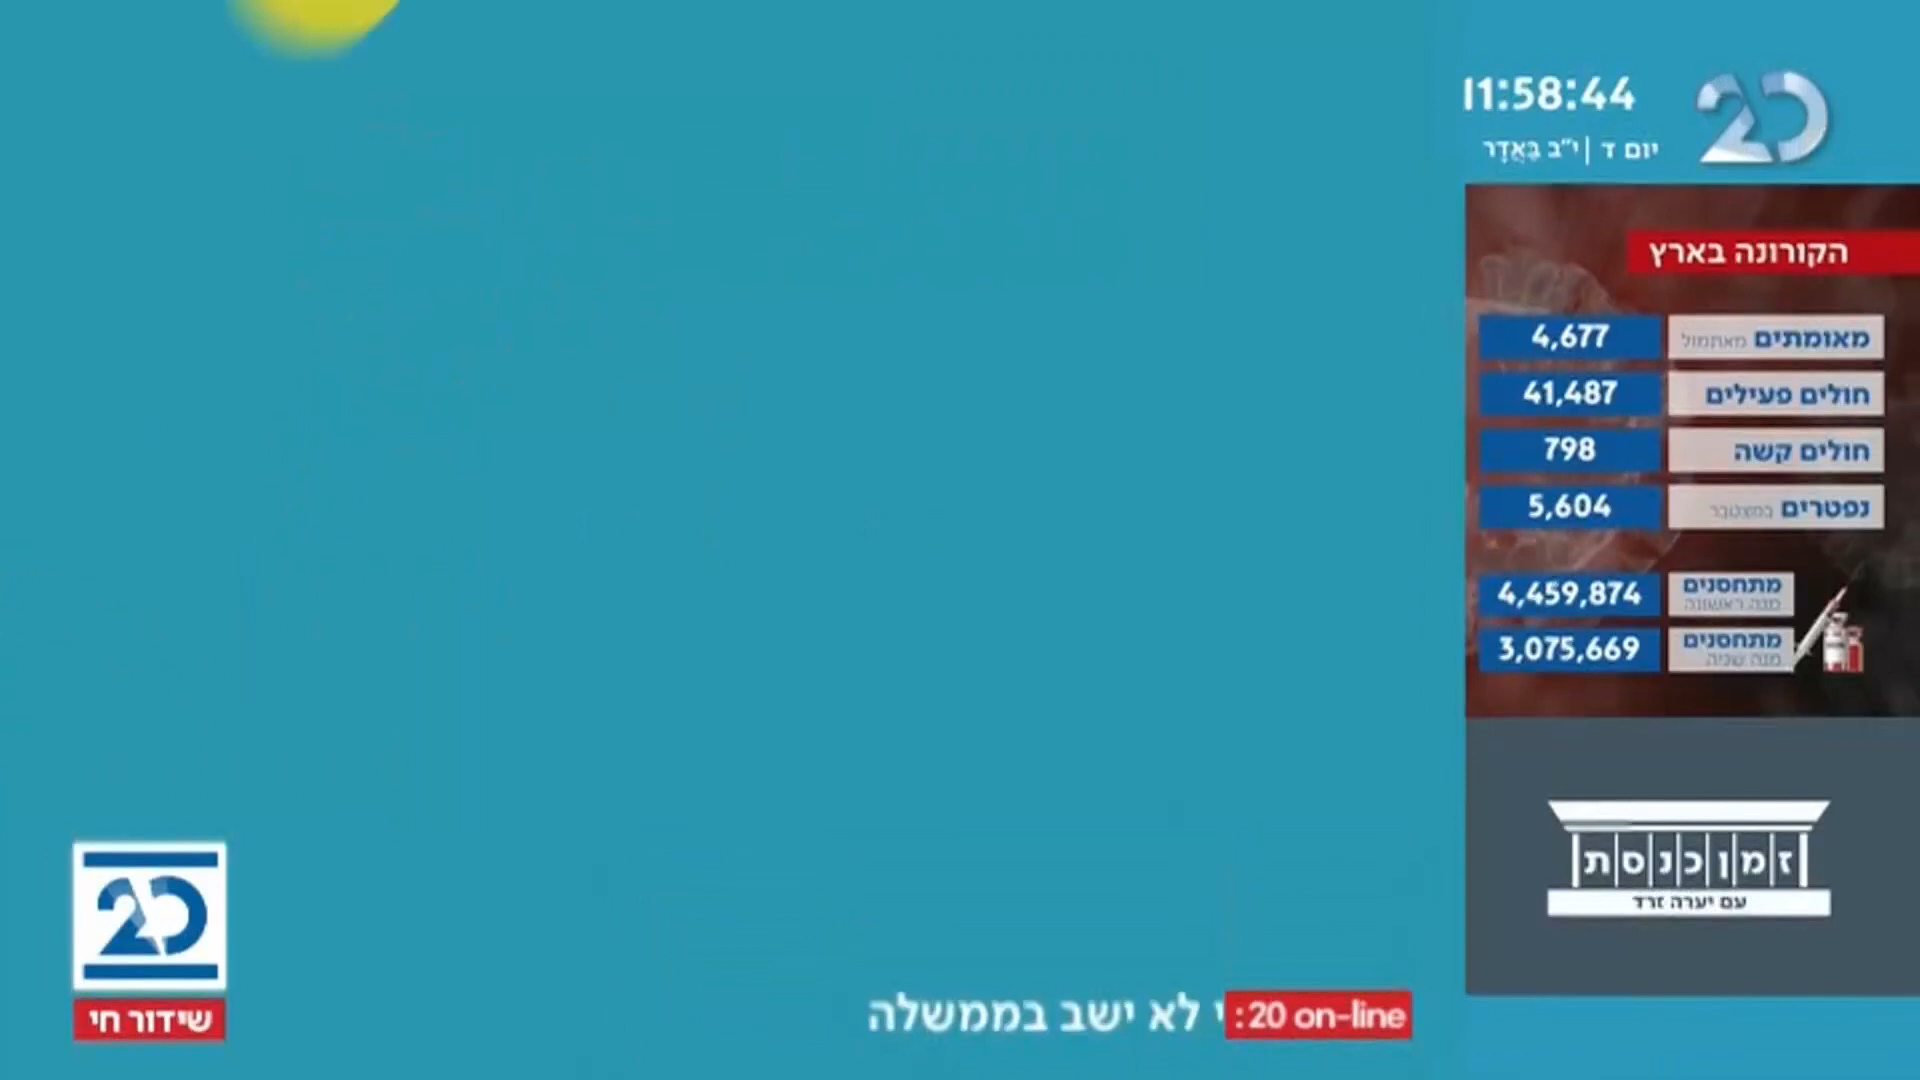 11:58:44
20
יום ד | י"ב בַּאֲדָר
הקורונה בארץ
מאומתים מאתמול 4,677
חולים פעילים 41,487
חולים קשה 798
נפטרים במצטבר 5,604
מתחסנים מנה ראשונה 4,459,874
מתחסנים מנה שניה 3,075,669
זמן כנסת
עם יערה זרד
20
שידור חי
20 on-line: י לא ישב בממשלה